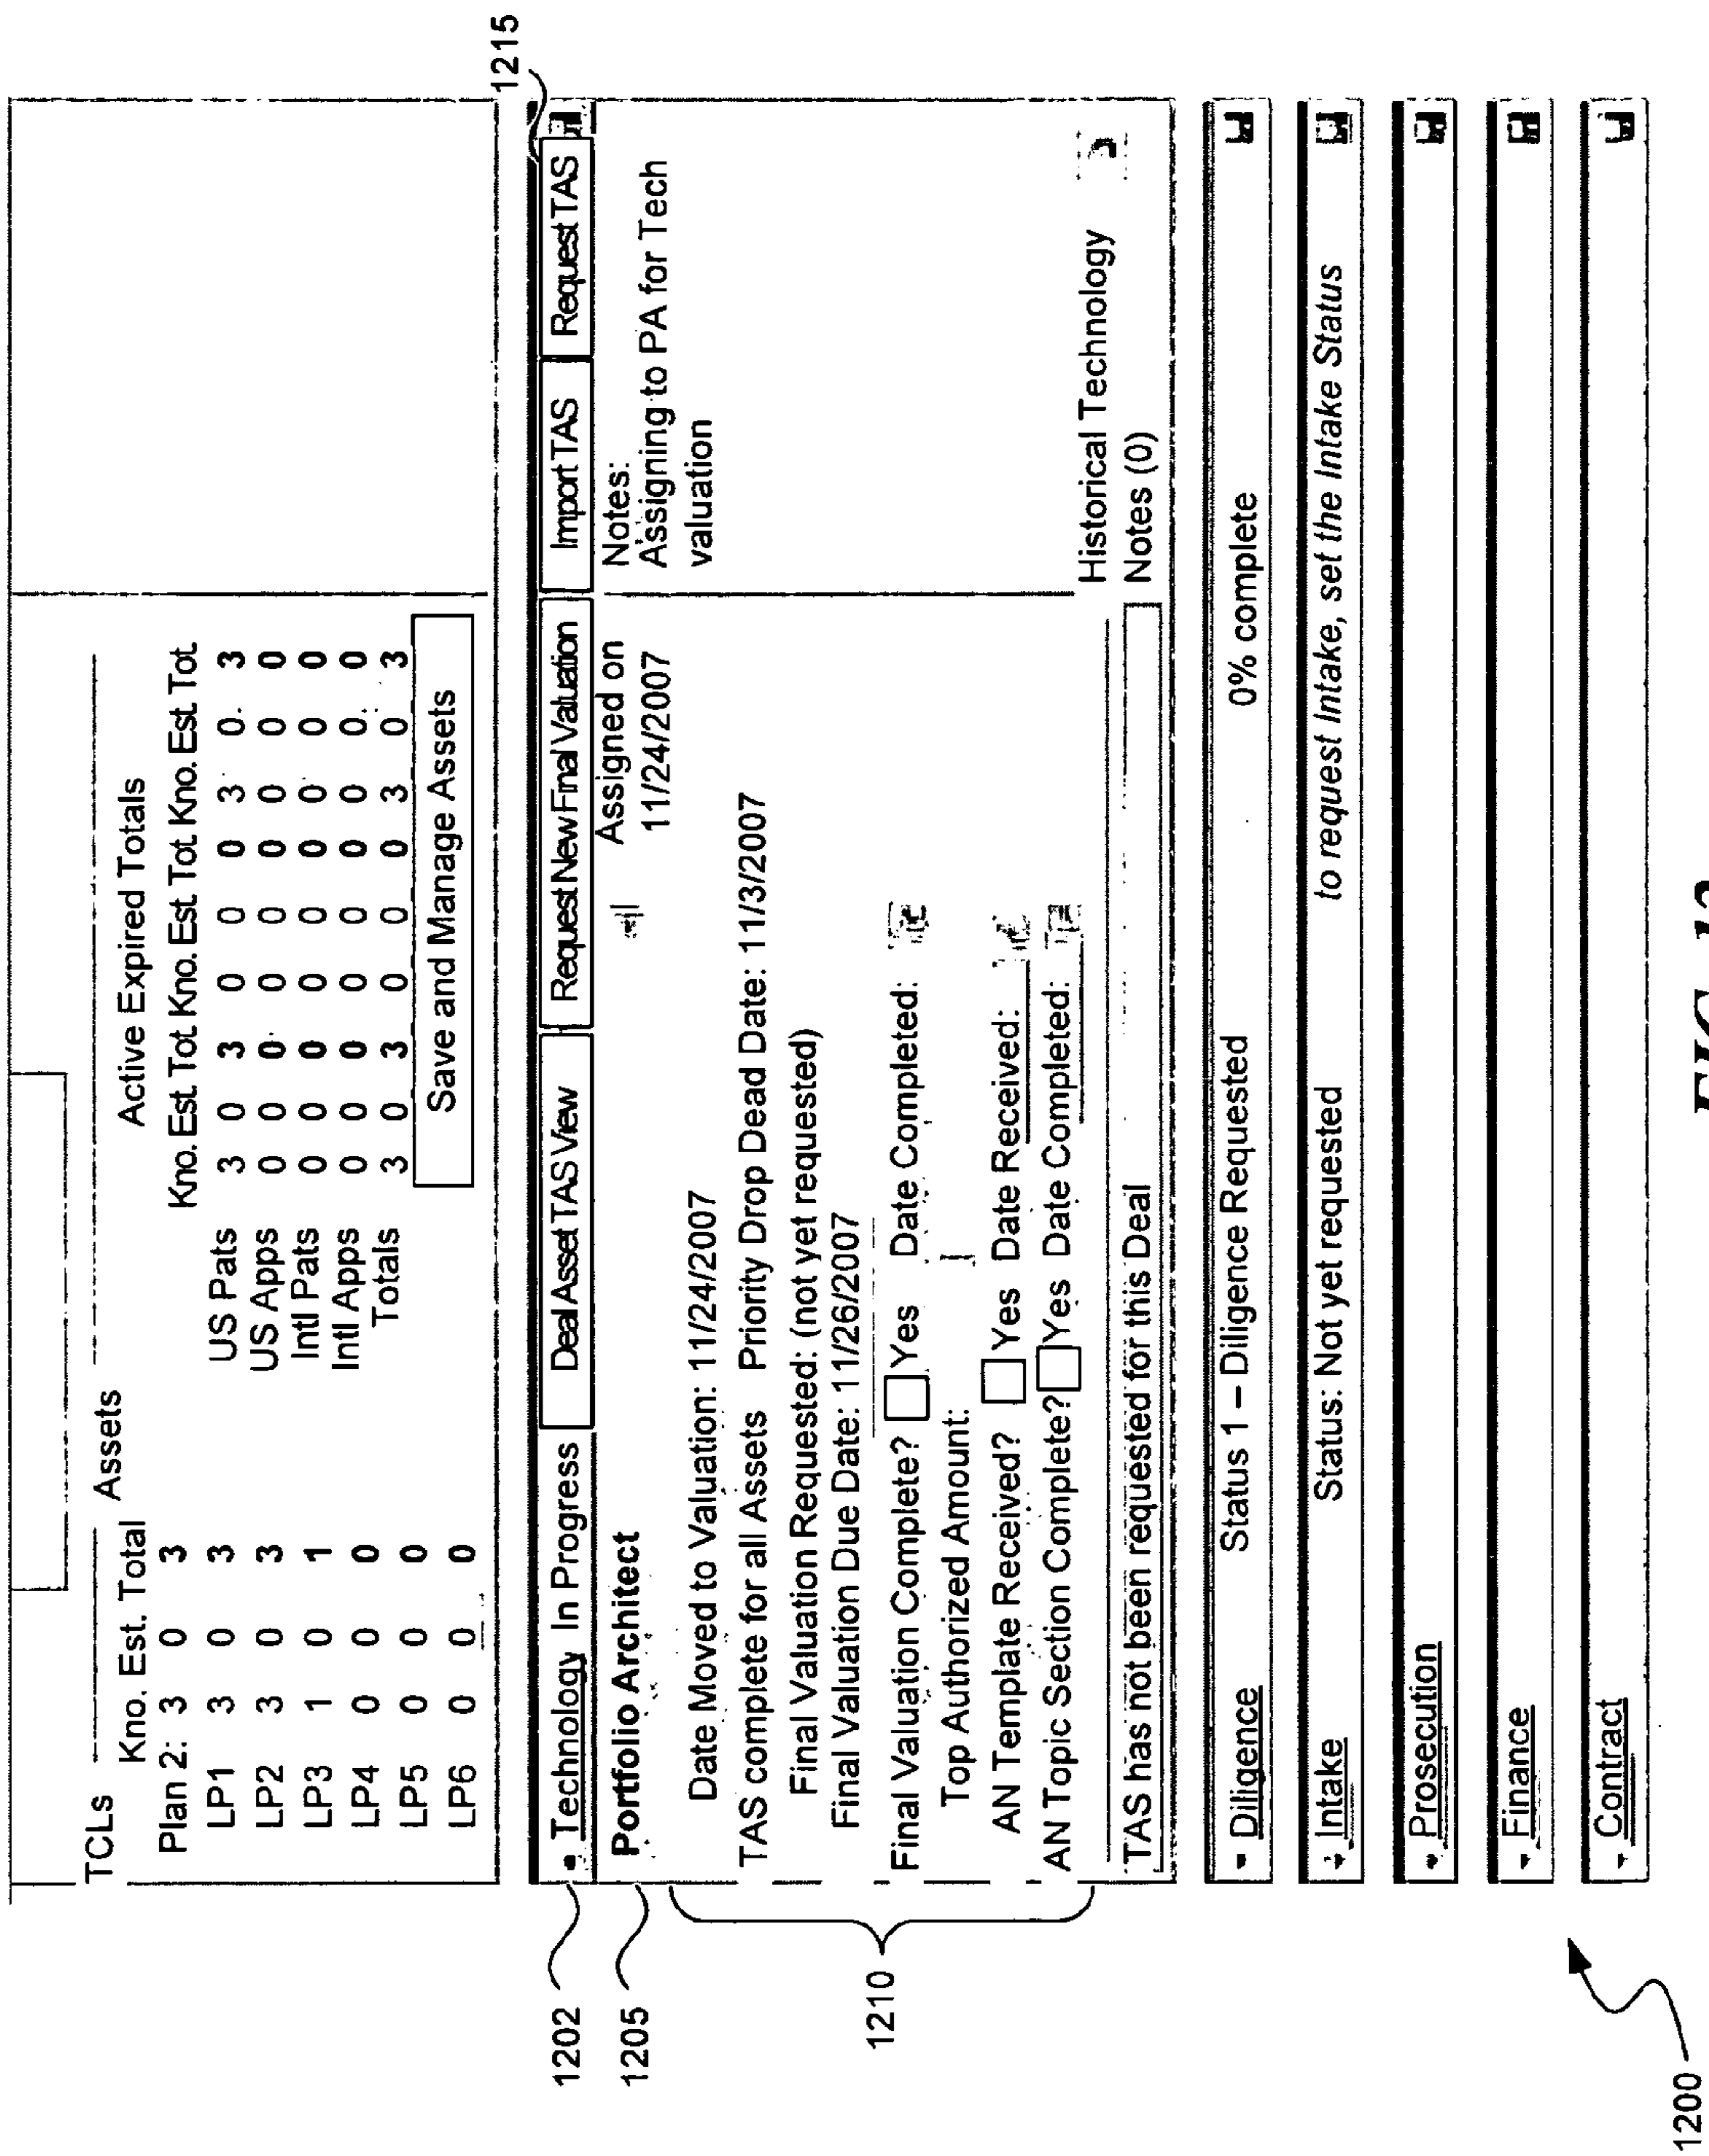 TCLs Assets
Kno. Est. Total Active Expired Totals
Kno. Est Tot Kno. Est Tot Kno. Est Tot
Plan 2: 3 0 3
LP1 3 0 3 US Pats 3 0 3 0 0 0 3 0 3
LP2 3 0 3 US Apps 0 0 0 0 0 0 0 0 0
LP3 1 0 1 Intl Pats 0 0 0 0 0 0 0 0 0
LP4 0 0 0 Intl Apps 0 0 0 0 0 0 0 0 0
LP5 0 0 0 Totals 3 0 3 0 0 0 3 0 3
LP6 0 0 0 Save and Manage Assets
1215
1202 Technology In Progress Deal Asset TAS View Request New Final Valuation Import TAS Request TAS
1205 Portfolio Architect Assigned on Notes:
11/24/2007 Assigning to PA for Tech
valuation
Date Moved to Valuation: 11/24/2007
TAS complete for all Assets Priority Drop Dead Date: 11/3/2007
Final Valuation Requested: (not yet requested)
Final Valuation Due Date: 11/26/2007
1210 Final Valuation Complete? Yes Date Completed:
Top Authorized Amount:
AN Template Received? Yes Date Received:
AN Topic Section Complete? Yes Date Completed:
Historical Technology
Notes (0)
TAS has not been requested for this Deal
Diligence Status 1 – Diligence Requested 0% complete
Intake Status: Not yet requested to request Intake, set the Intake Status
Prosecution
Finance
Contract
1200